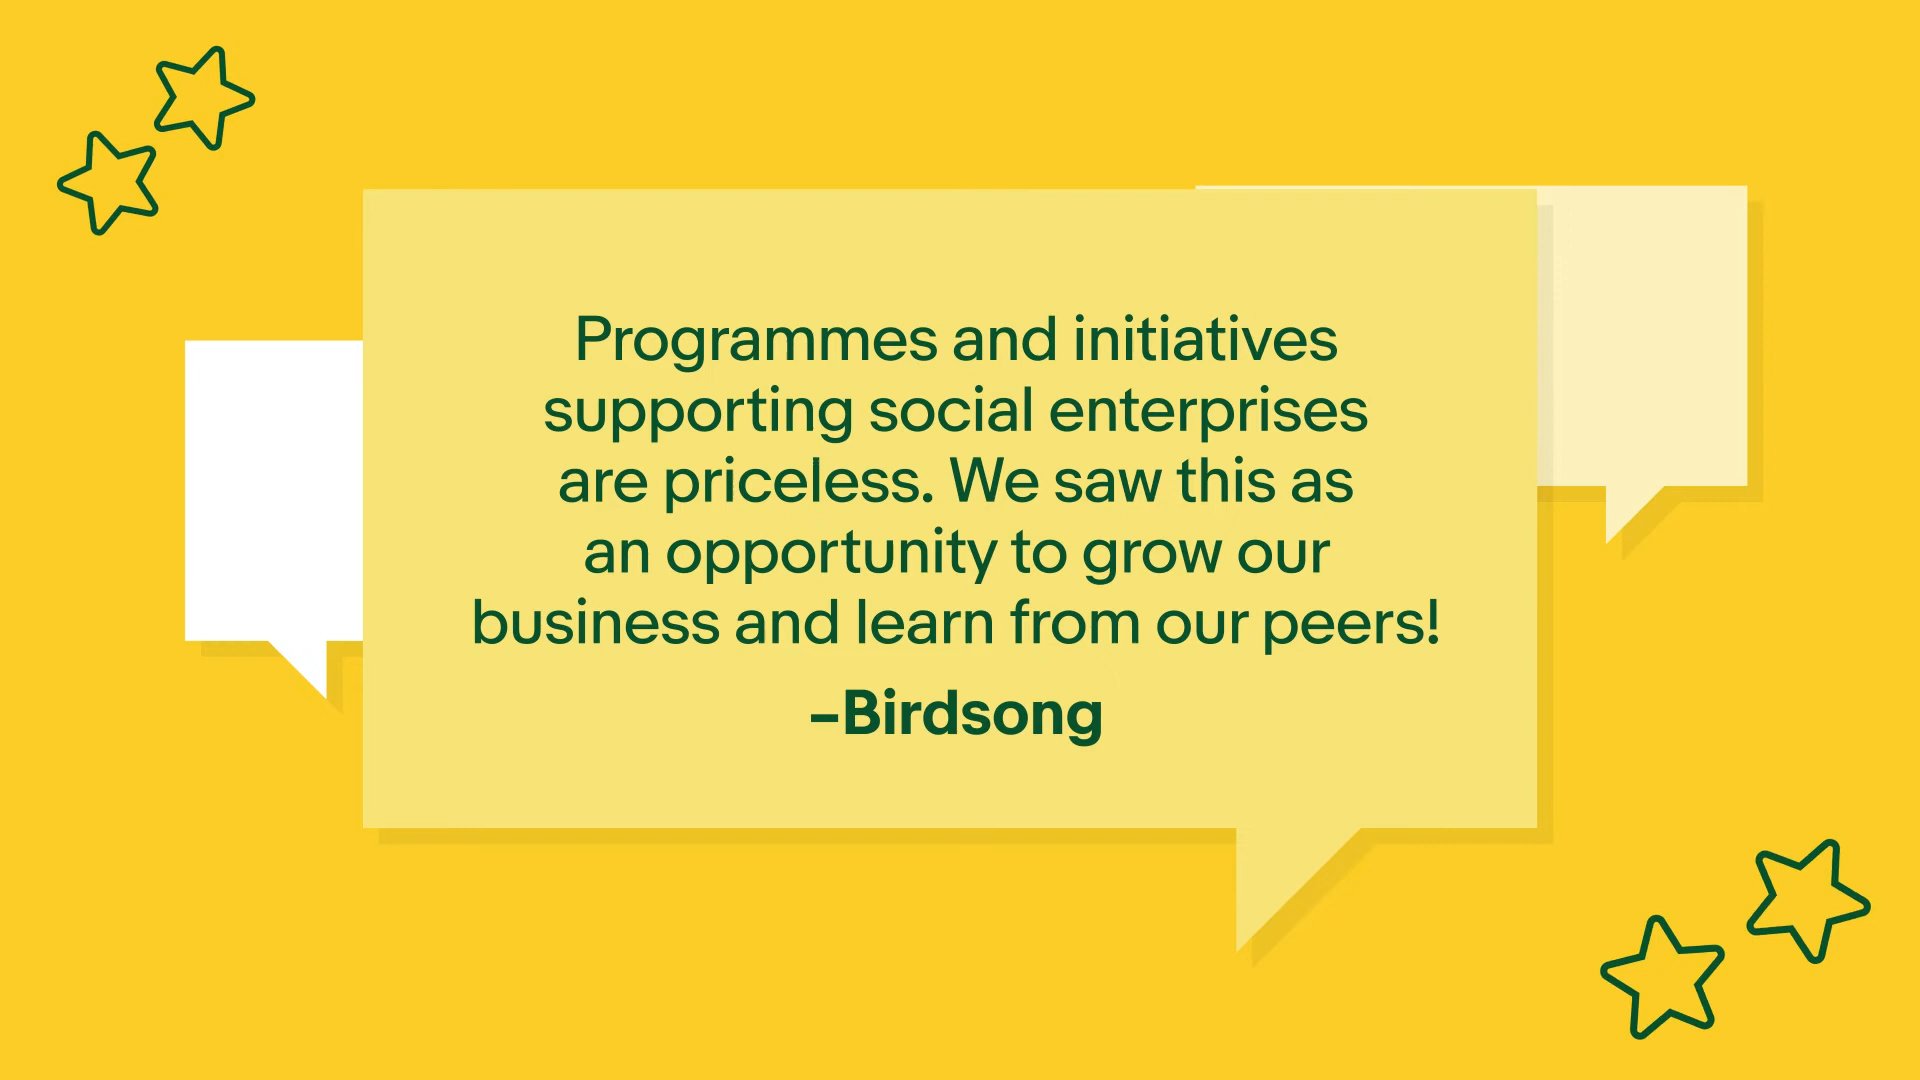 Programmes and initiatives
supporting social enterprises
are priceless. We saw this as
an opportunity to grow our
business and learn from our peers!
–Birdsong